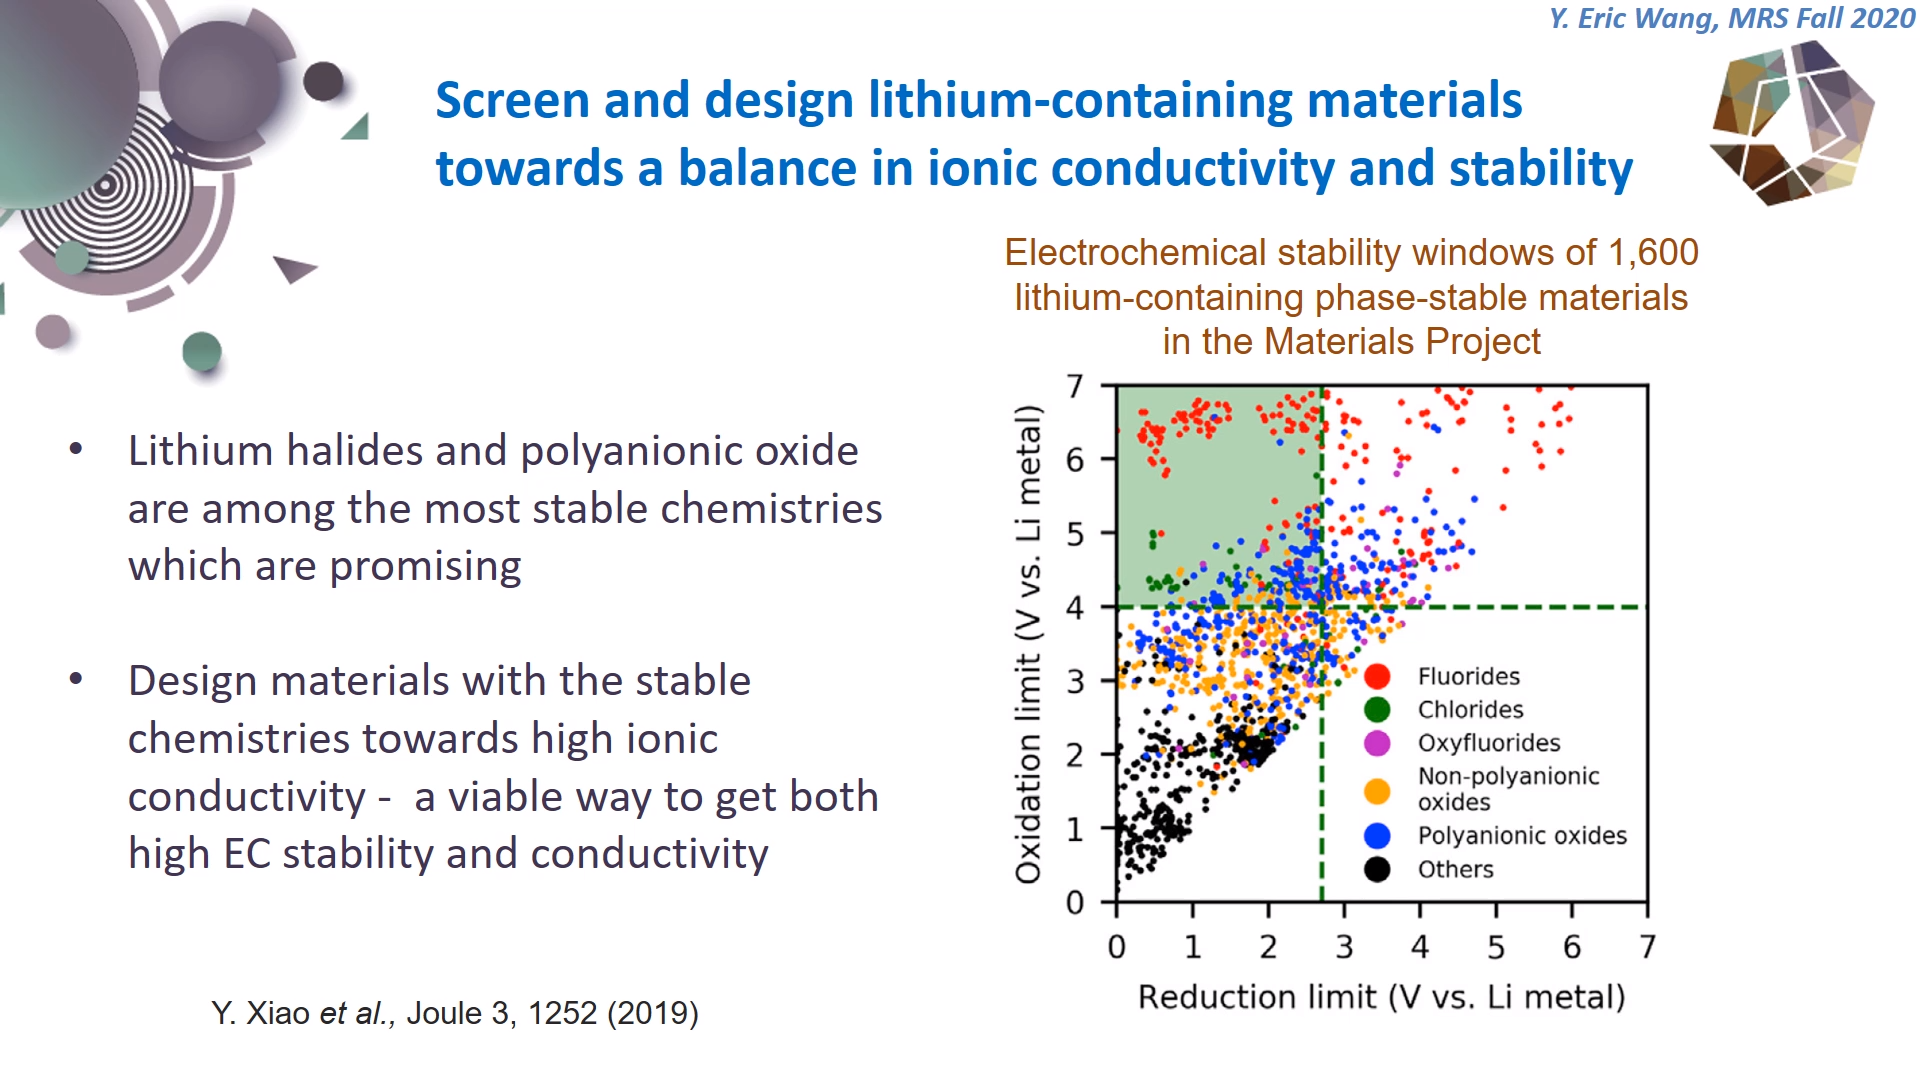 Y. Eric Wang, MRS Fall 2020
Screen and design lithium-containing materials
towards a balance in ionic conductivity and stability
• Lithium halides and polyanionic oxide
are among the most stable chemistries
which are promising
• Design materials with the stable
chemistries towards high ionic
conductivity - a viable way to get both
high EC stability and conductivity
Y. Xiao et al., Joule 3, 1252 (2019)
Electrochemical stability windows of 1,600
lithium-containing phase-stable materials
in the Materials Project
Oxidation limit (V vs. Li metal)
7
6
5
4
3
2
1
0
Fluorides
Chlorides
Oxyfluorides
Non-polyanionic
oxides
Polyanionic oxides
Others
0 1 2 3 4 5 6 7
Reduction limit (V vs. Li metal)